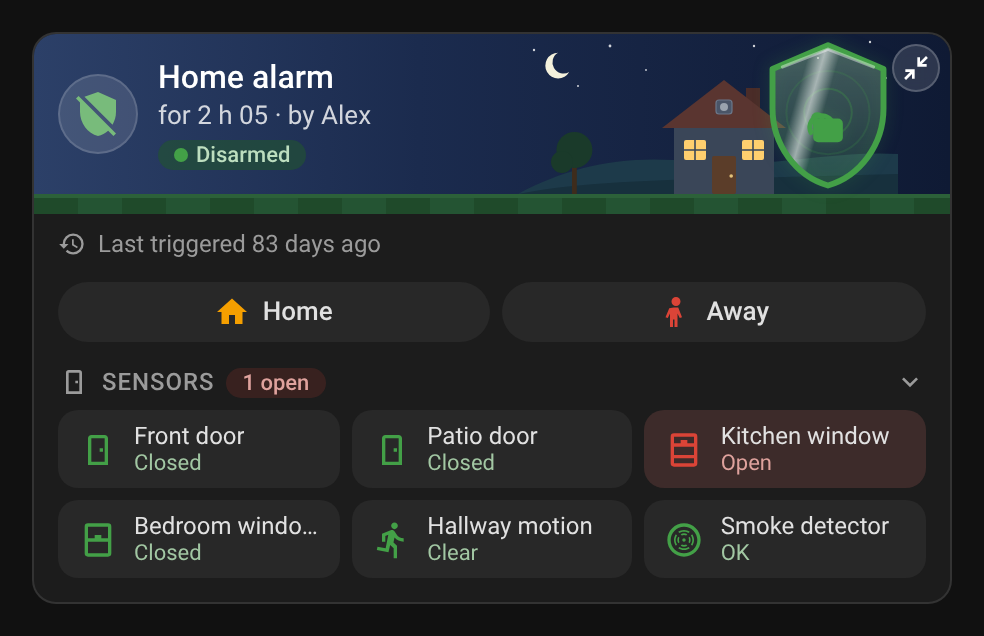 Home alarm
for 2 h 05 · by Alex
Disarmed
Last triggered 83 days ago
Home
Away
SENSORS 1 open
Front door
Closed
Patio door
Closed
Kitchen window
Open
Bedroom windo...
Closed
Hallway motion
Clear
Smoke detector
OK